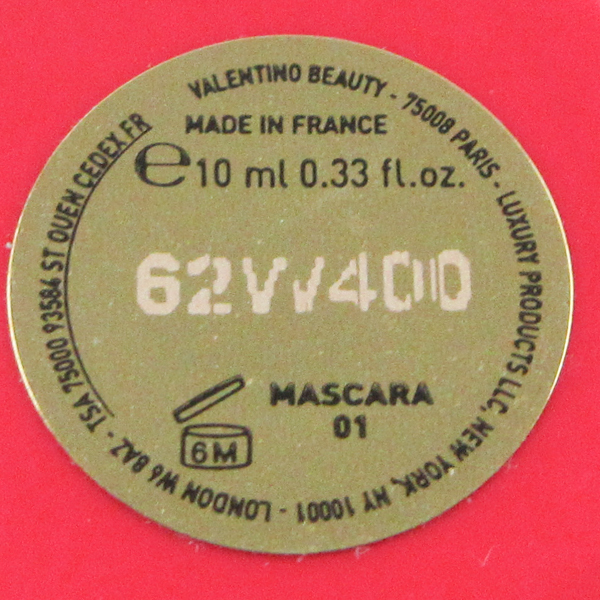 VALENTINO BEAUTY - 75008 PARIS - LUXURY PRODUCTS LLC, NEW YORK, NY 10001 - LONDON W6 8AZ - TSA 75000 93584 ST OUEN CEDEX.FR
MADE IN FRANCE
℮10 ml 0.33 fl.oz.
62VV400
MASCARA
01
6M